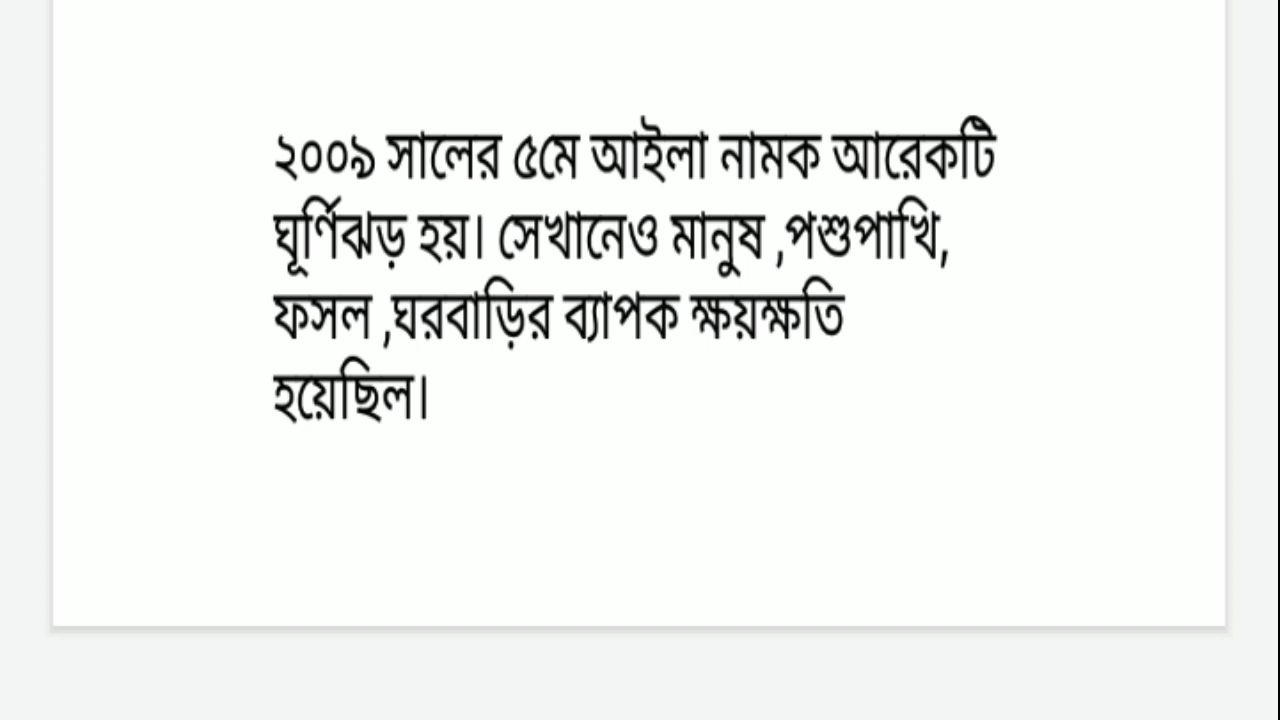 ২০০৯ সালের ৫মে আইলা নামক আরেকটি
ঘূর্ণিঝড় হয়। সেখানেও মানুষ ,পশুপাখি,
ফসল ,ঘরবাড়ির ব্যাপক ক্ষয়ক্ষতি
হয়েছিল।